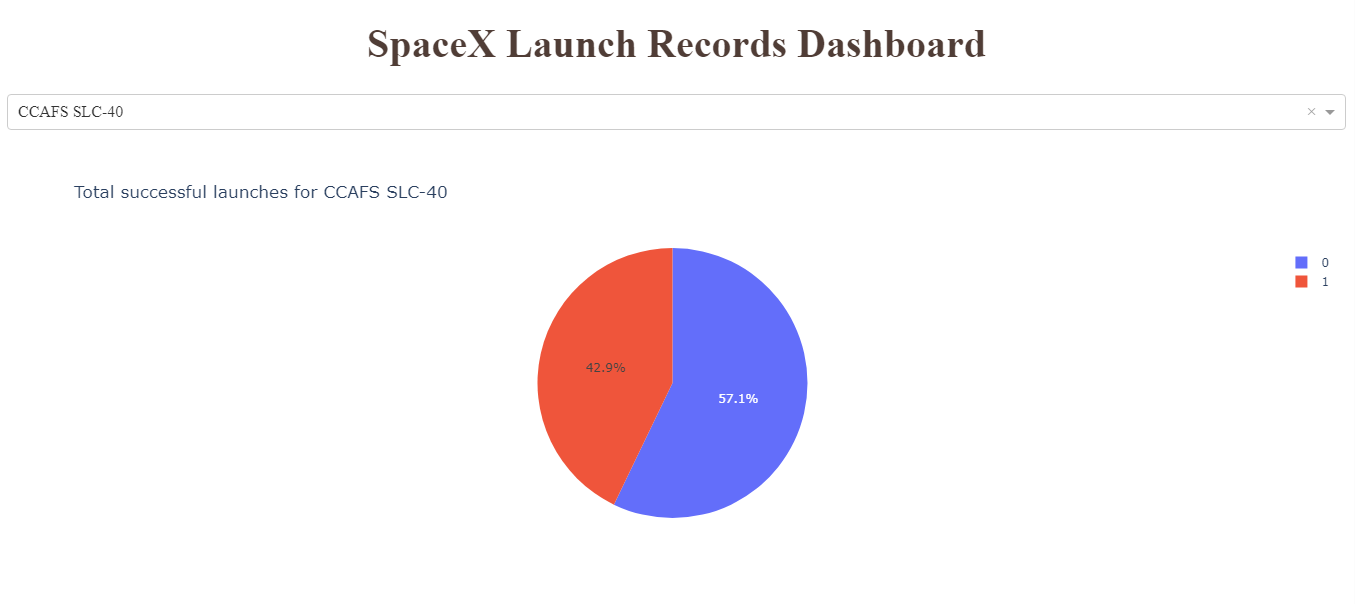 SpaceX Launch Records Dashboard
CCAFS SLC-40 ×
Total successful launches for CCAFS SLC-40
0
1
42.9%
57.1%